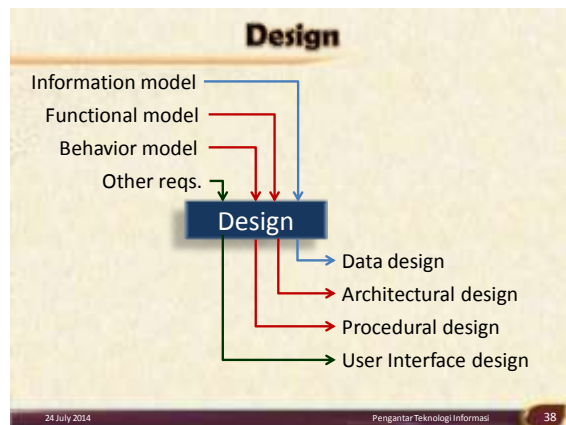 Design
Information model
Functional model
Behavior model
Other reqs.
Design
Data design
Architectural design
Procedural design
User Interface design
24 July 2014
Pengantar Teknologi Informasi
38